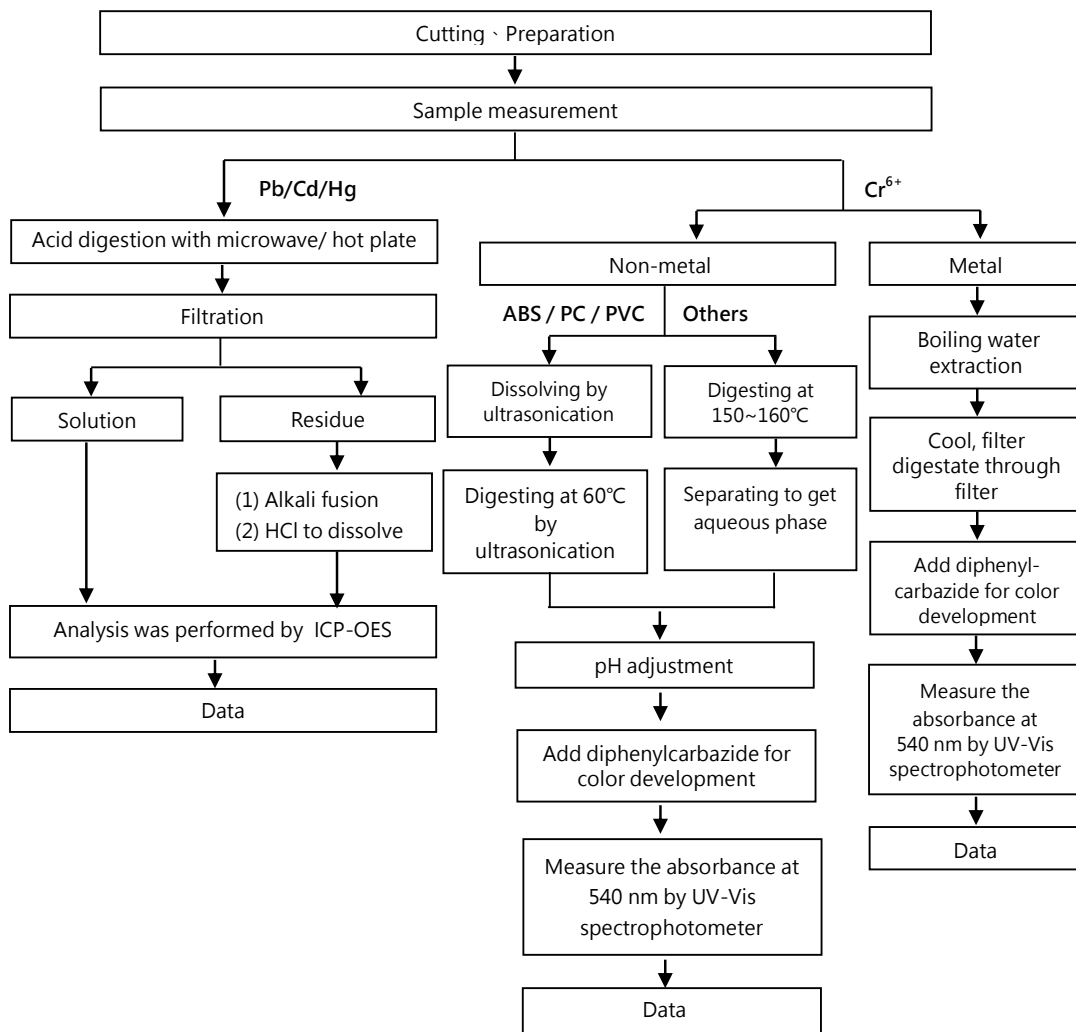 Cutting、Preparation
Sample measurement
Pb/Cd/Hg
Cr⁶⁺
Acid digestion with microwave/ hot plate
Filtration
Solution
Residue
(1) Alkali fusion
(2) HCl to dissolve
Analysis was performed by ICP-OES
Data
Non-metal
ABS / PC / PVC
Others
Dissolving by
ultrasonication
Digesting at
150~160℃
Digesting at 60℃
by
ultrasonication
Separating to get
aqueous phase
pH adjustment
Add diphenylcarbazide for
color development
Measure the absorbance at
540 nm by UV-Vis
spectrophotometer
Data
Metal
Boiling water
extraction
Cool, filter
digestate through
filter
Add diphenyl-
carbazide for color
development
Measure the
absorbance at
540 nm by UV-Vis
spectrophotometer
Data